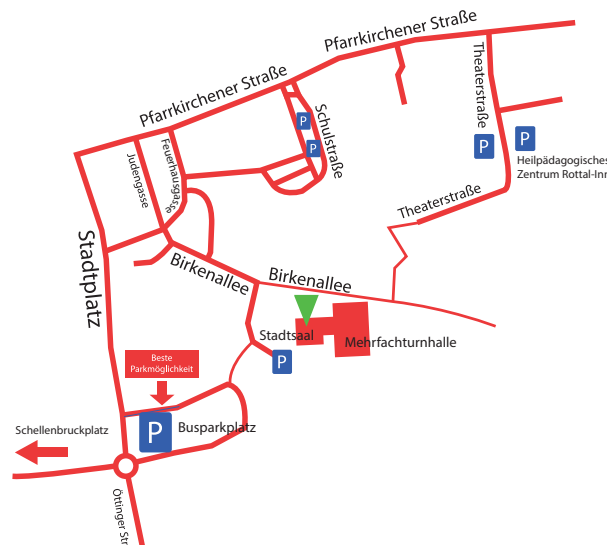 Pfarrkirchener Straße
Pfarrkirchener Straße
Theaterstraße
Schulstraße
P
P
P
P
Heilpädagogisches
Zentrum Rottal-Inn
Feuerhausgasse
Judengasse
Theaterstraße
Stadtplatz
Birkenallee
Birkenallee
Stadtsaal
Mehrfachturnhalle
P
Beste
Parkmöglichkeit
P
Busparkplatz
Schellenbruckplatz
Öttinger Str